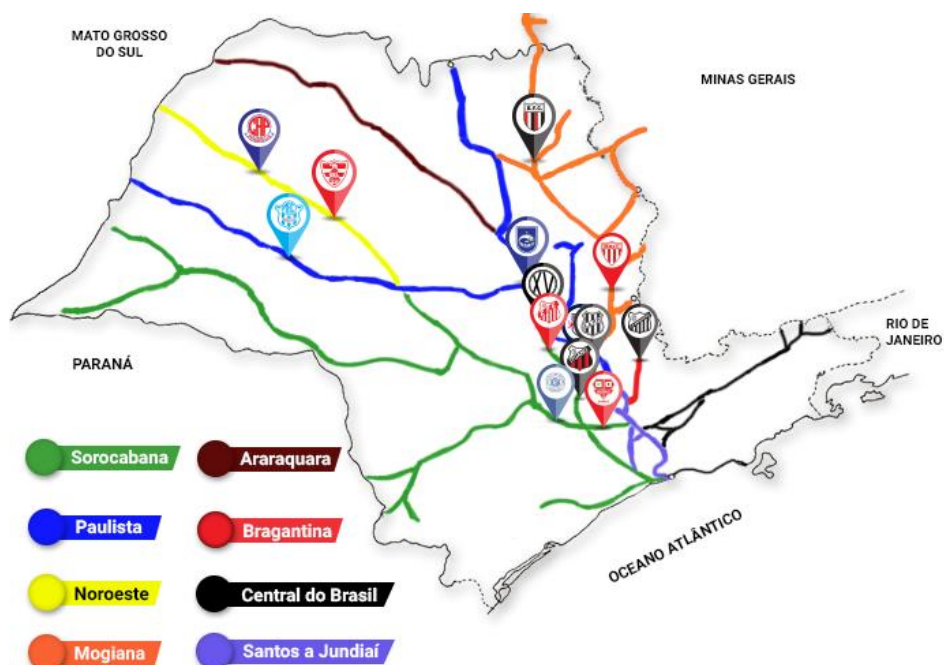 MATO GROSSO
DO SUL
MINAS GERAIS
RIO DE
JANEIRO
PARANÁ
OCEANO ATLÂNTICO
Sorocabana
Araraquara
Paulista
Bragantina
Noroeste
Central do Brasil
Mogiana
Santos a Jundiaí